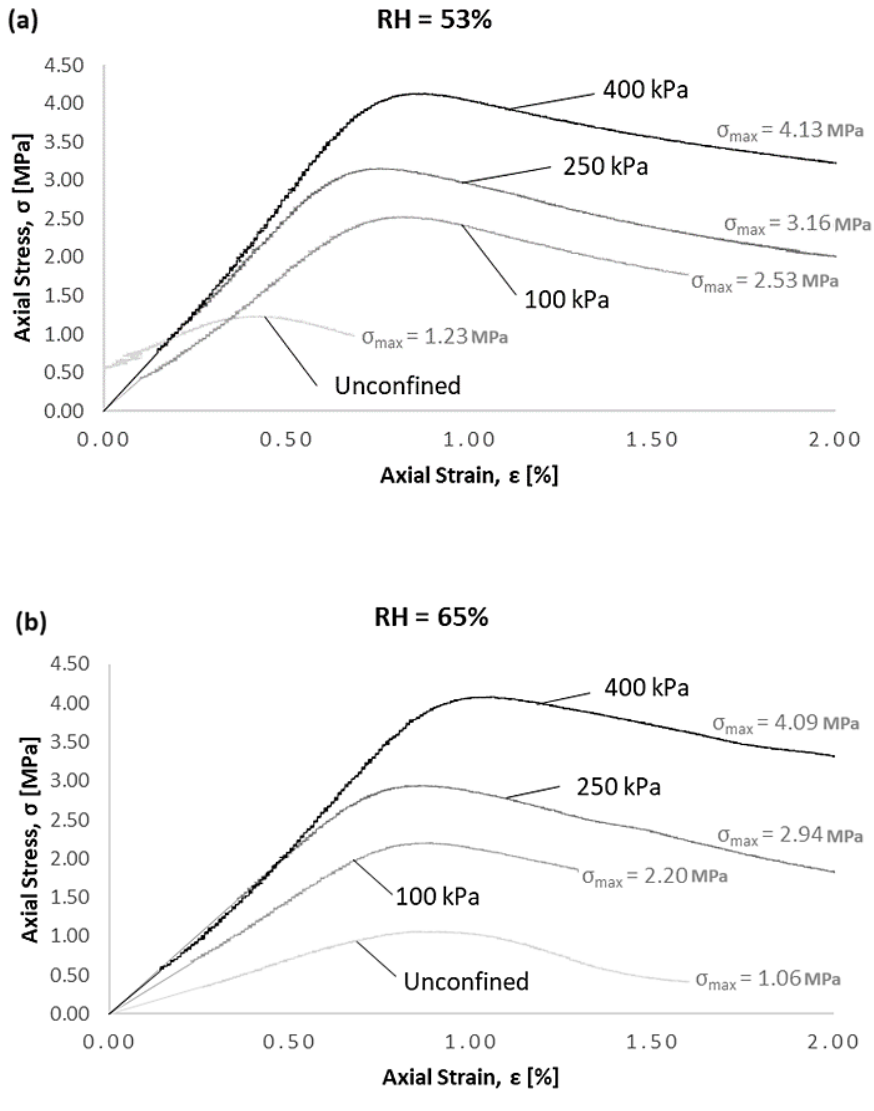 (a)
RH = 53%
Axial Stress, σ [MPa]
4.50
4.00
3.50
3.00
2.50
2.00
1.50
1.00
0.50
0.00
400 kPa
σmax = 4.13 MPa
250 kPa
σmax = 3.16 MPa
100 kPa
σmax = 2.53 MPa
σmax = 1.23 MPa
Unconfined
0.00 0.50 1.00 1.50 2.00
Axial Strain, ε [%]
(b)
RH = 65%
Axial Stress, σ [MPa]
4.50
4.00
3.50
3.00
2.50
2.00
1.50
1.00
0.50
0.00
400 kPa
σmax = 4.09 MPa
250 kPa
σmax = 2.94 MPa
100 kPa
σmax = 2.20 MPa
Unconfined
σmax = 1.06 MPa
0.00 0.50 1.00 1.50 2.00
Axial Strain, ε [%]